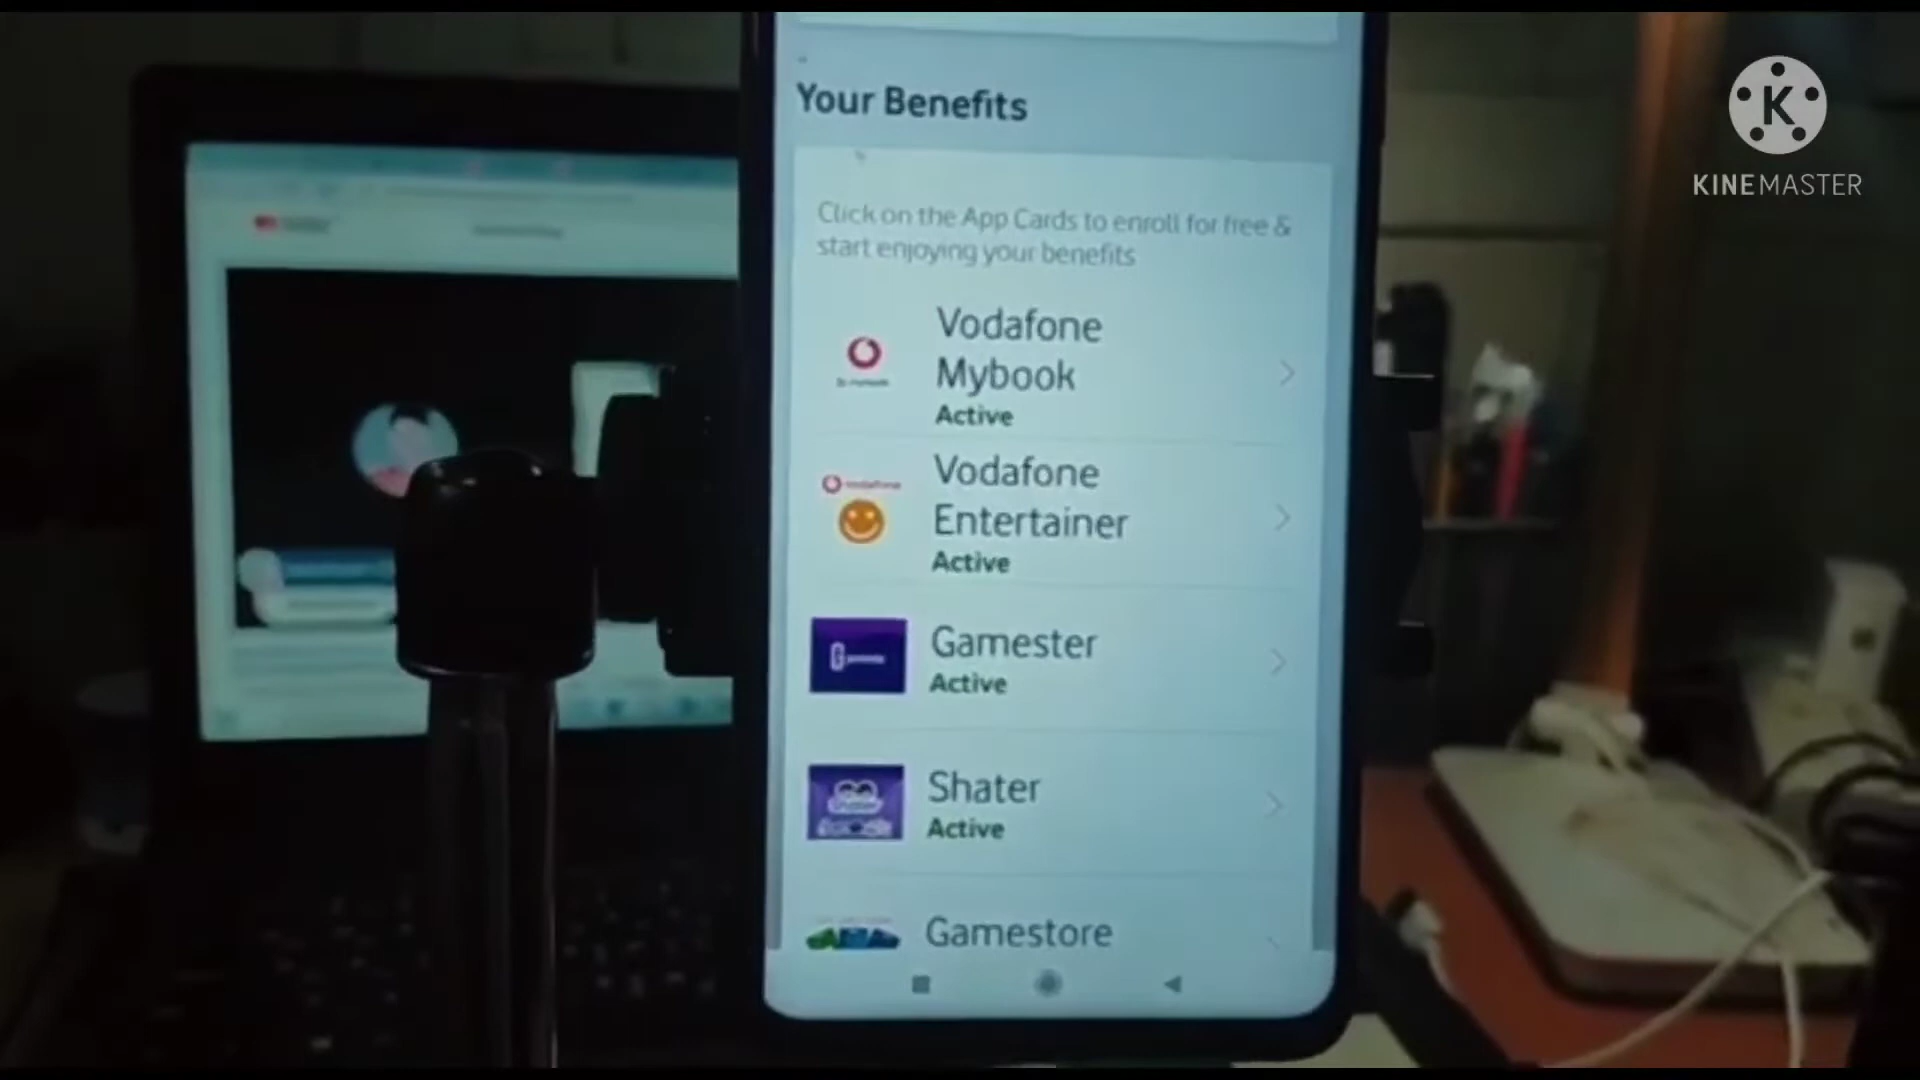 Your Benefits
Click on the App Cards to enroll for free &
start enjoying your benefits
Vodafone
Mybook
Active
Vodafone
Entertainer
Active
Gamester
Active
Shater
Active
Gamestore
K
KINEMASTER